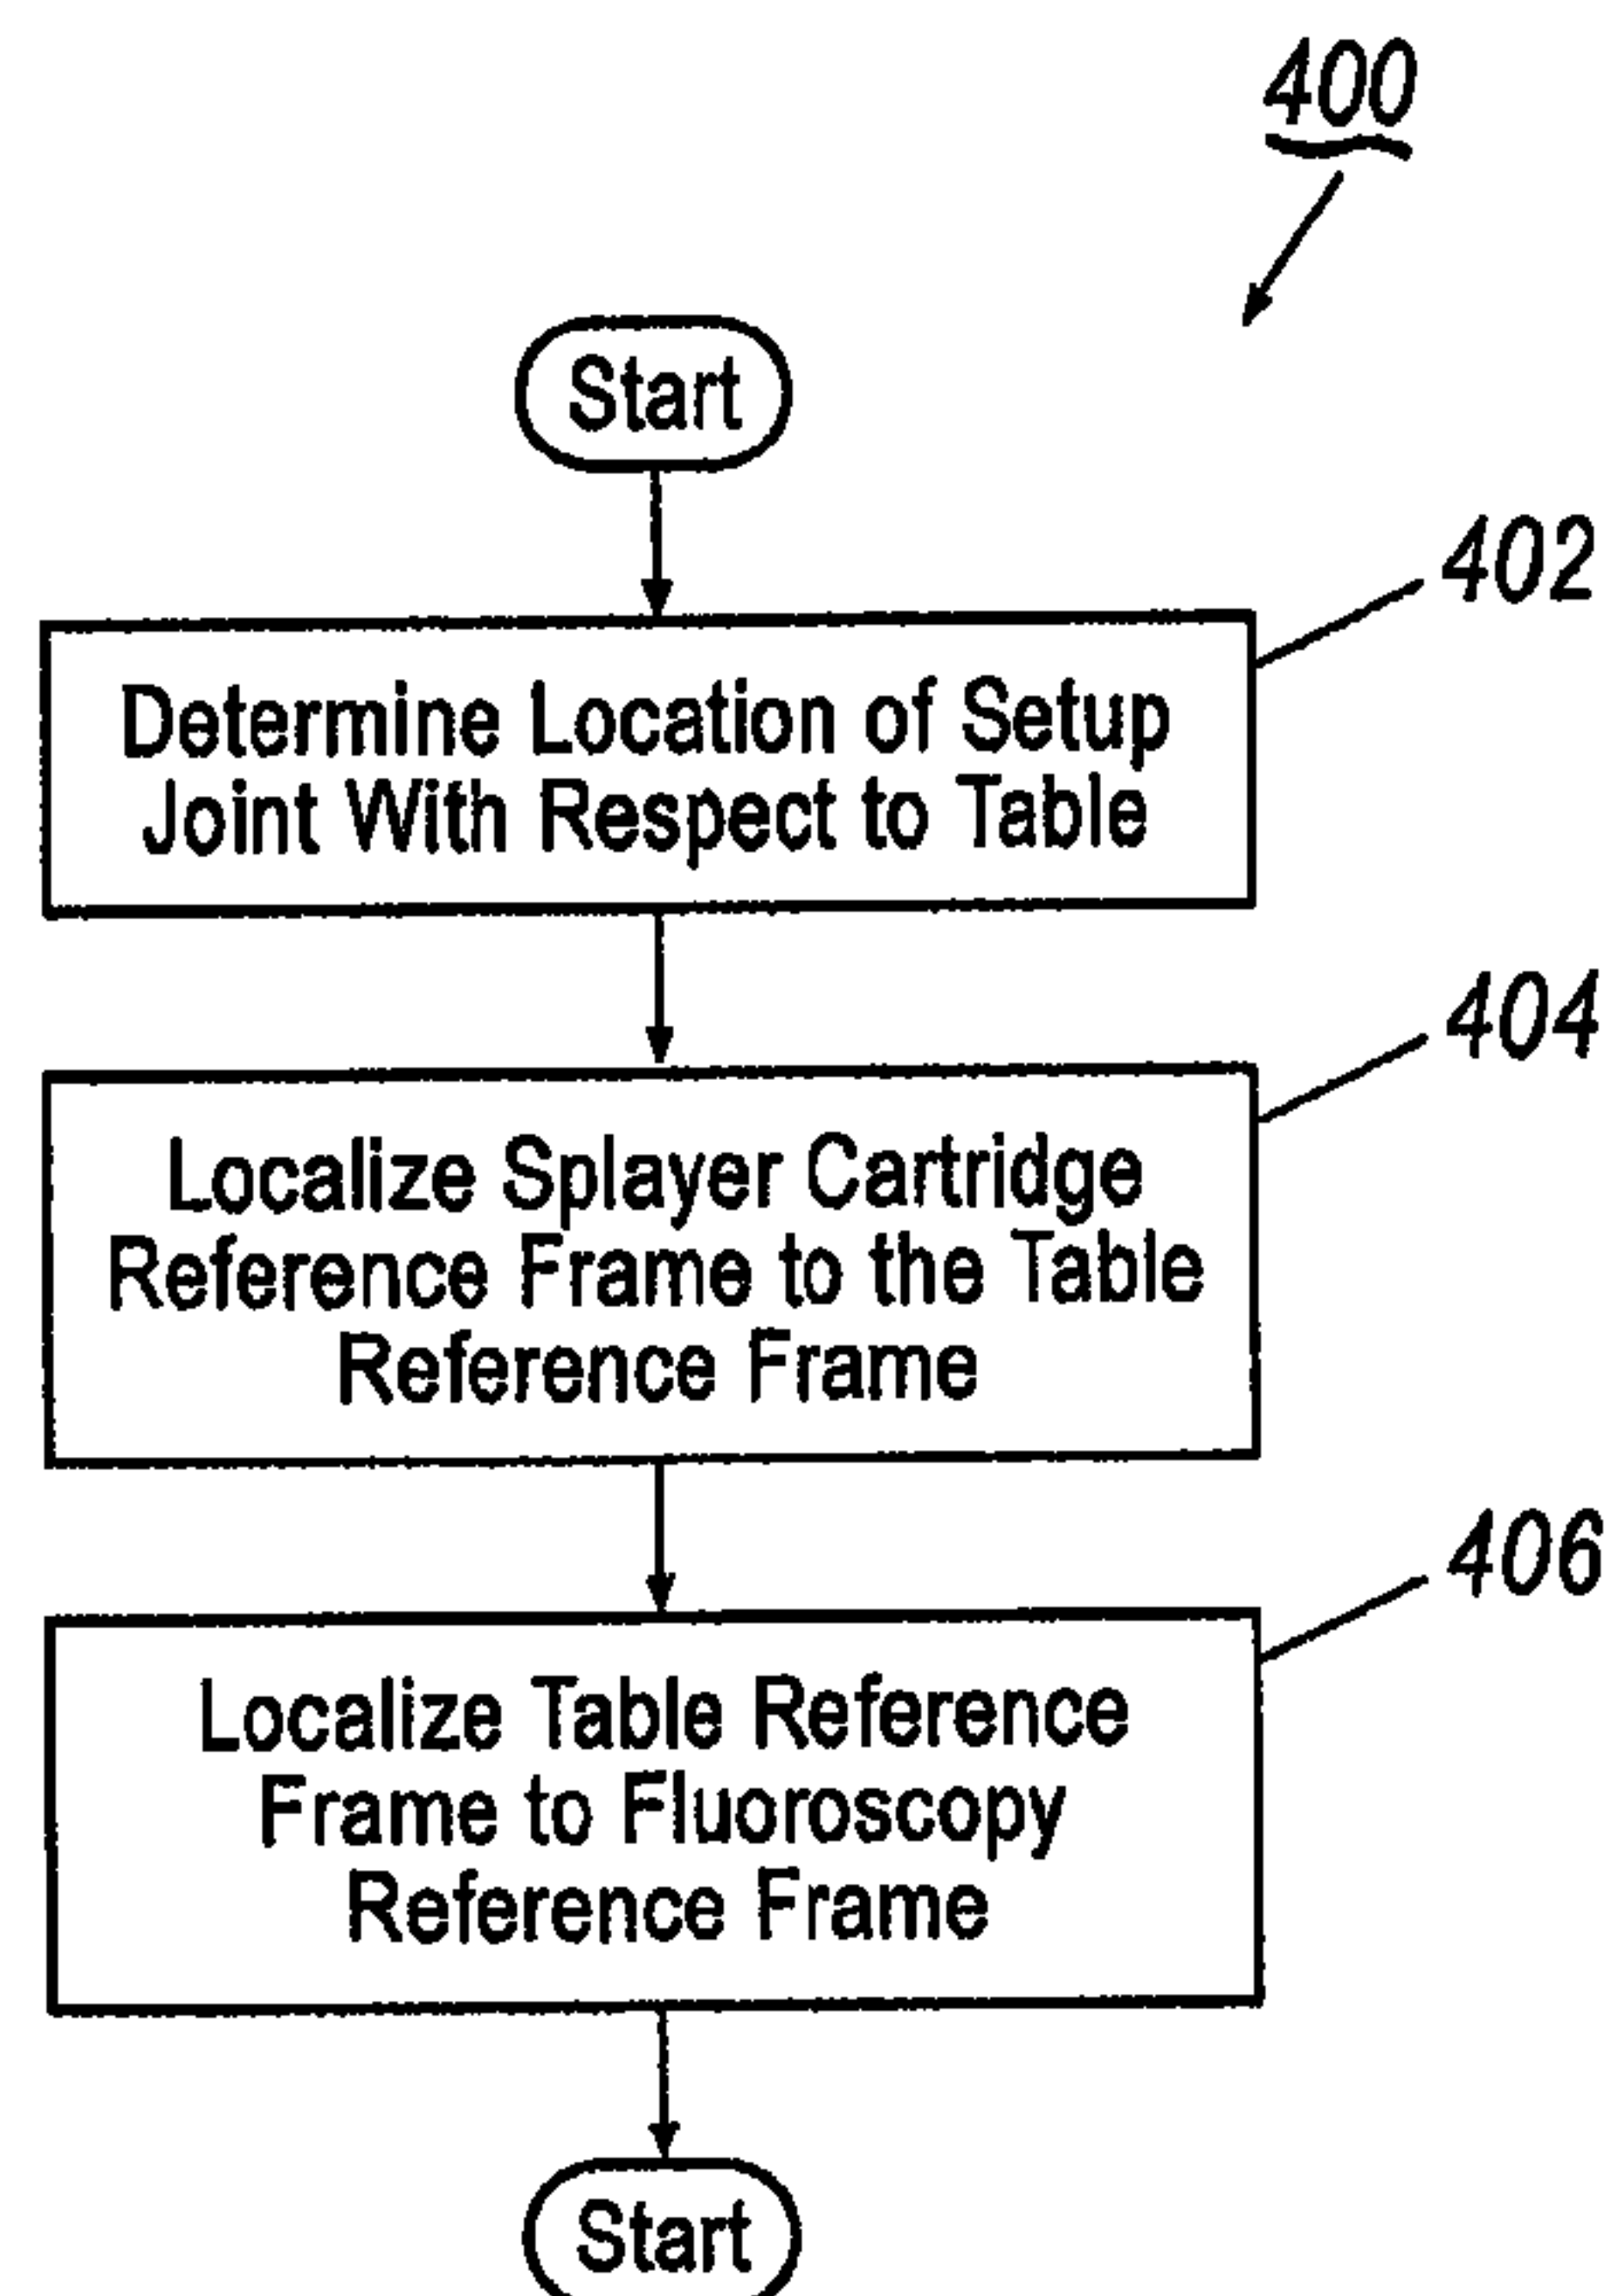 400
Start
402
Determine Location of Setup
Joint With Respect to Table
404
Localize Splayer Cartridge
Reference Frame to the Table
Reference Frame
406
Localize Table Reference
Frame to Fluoroscopy
Reference Frame
Start